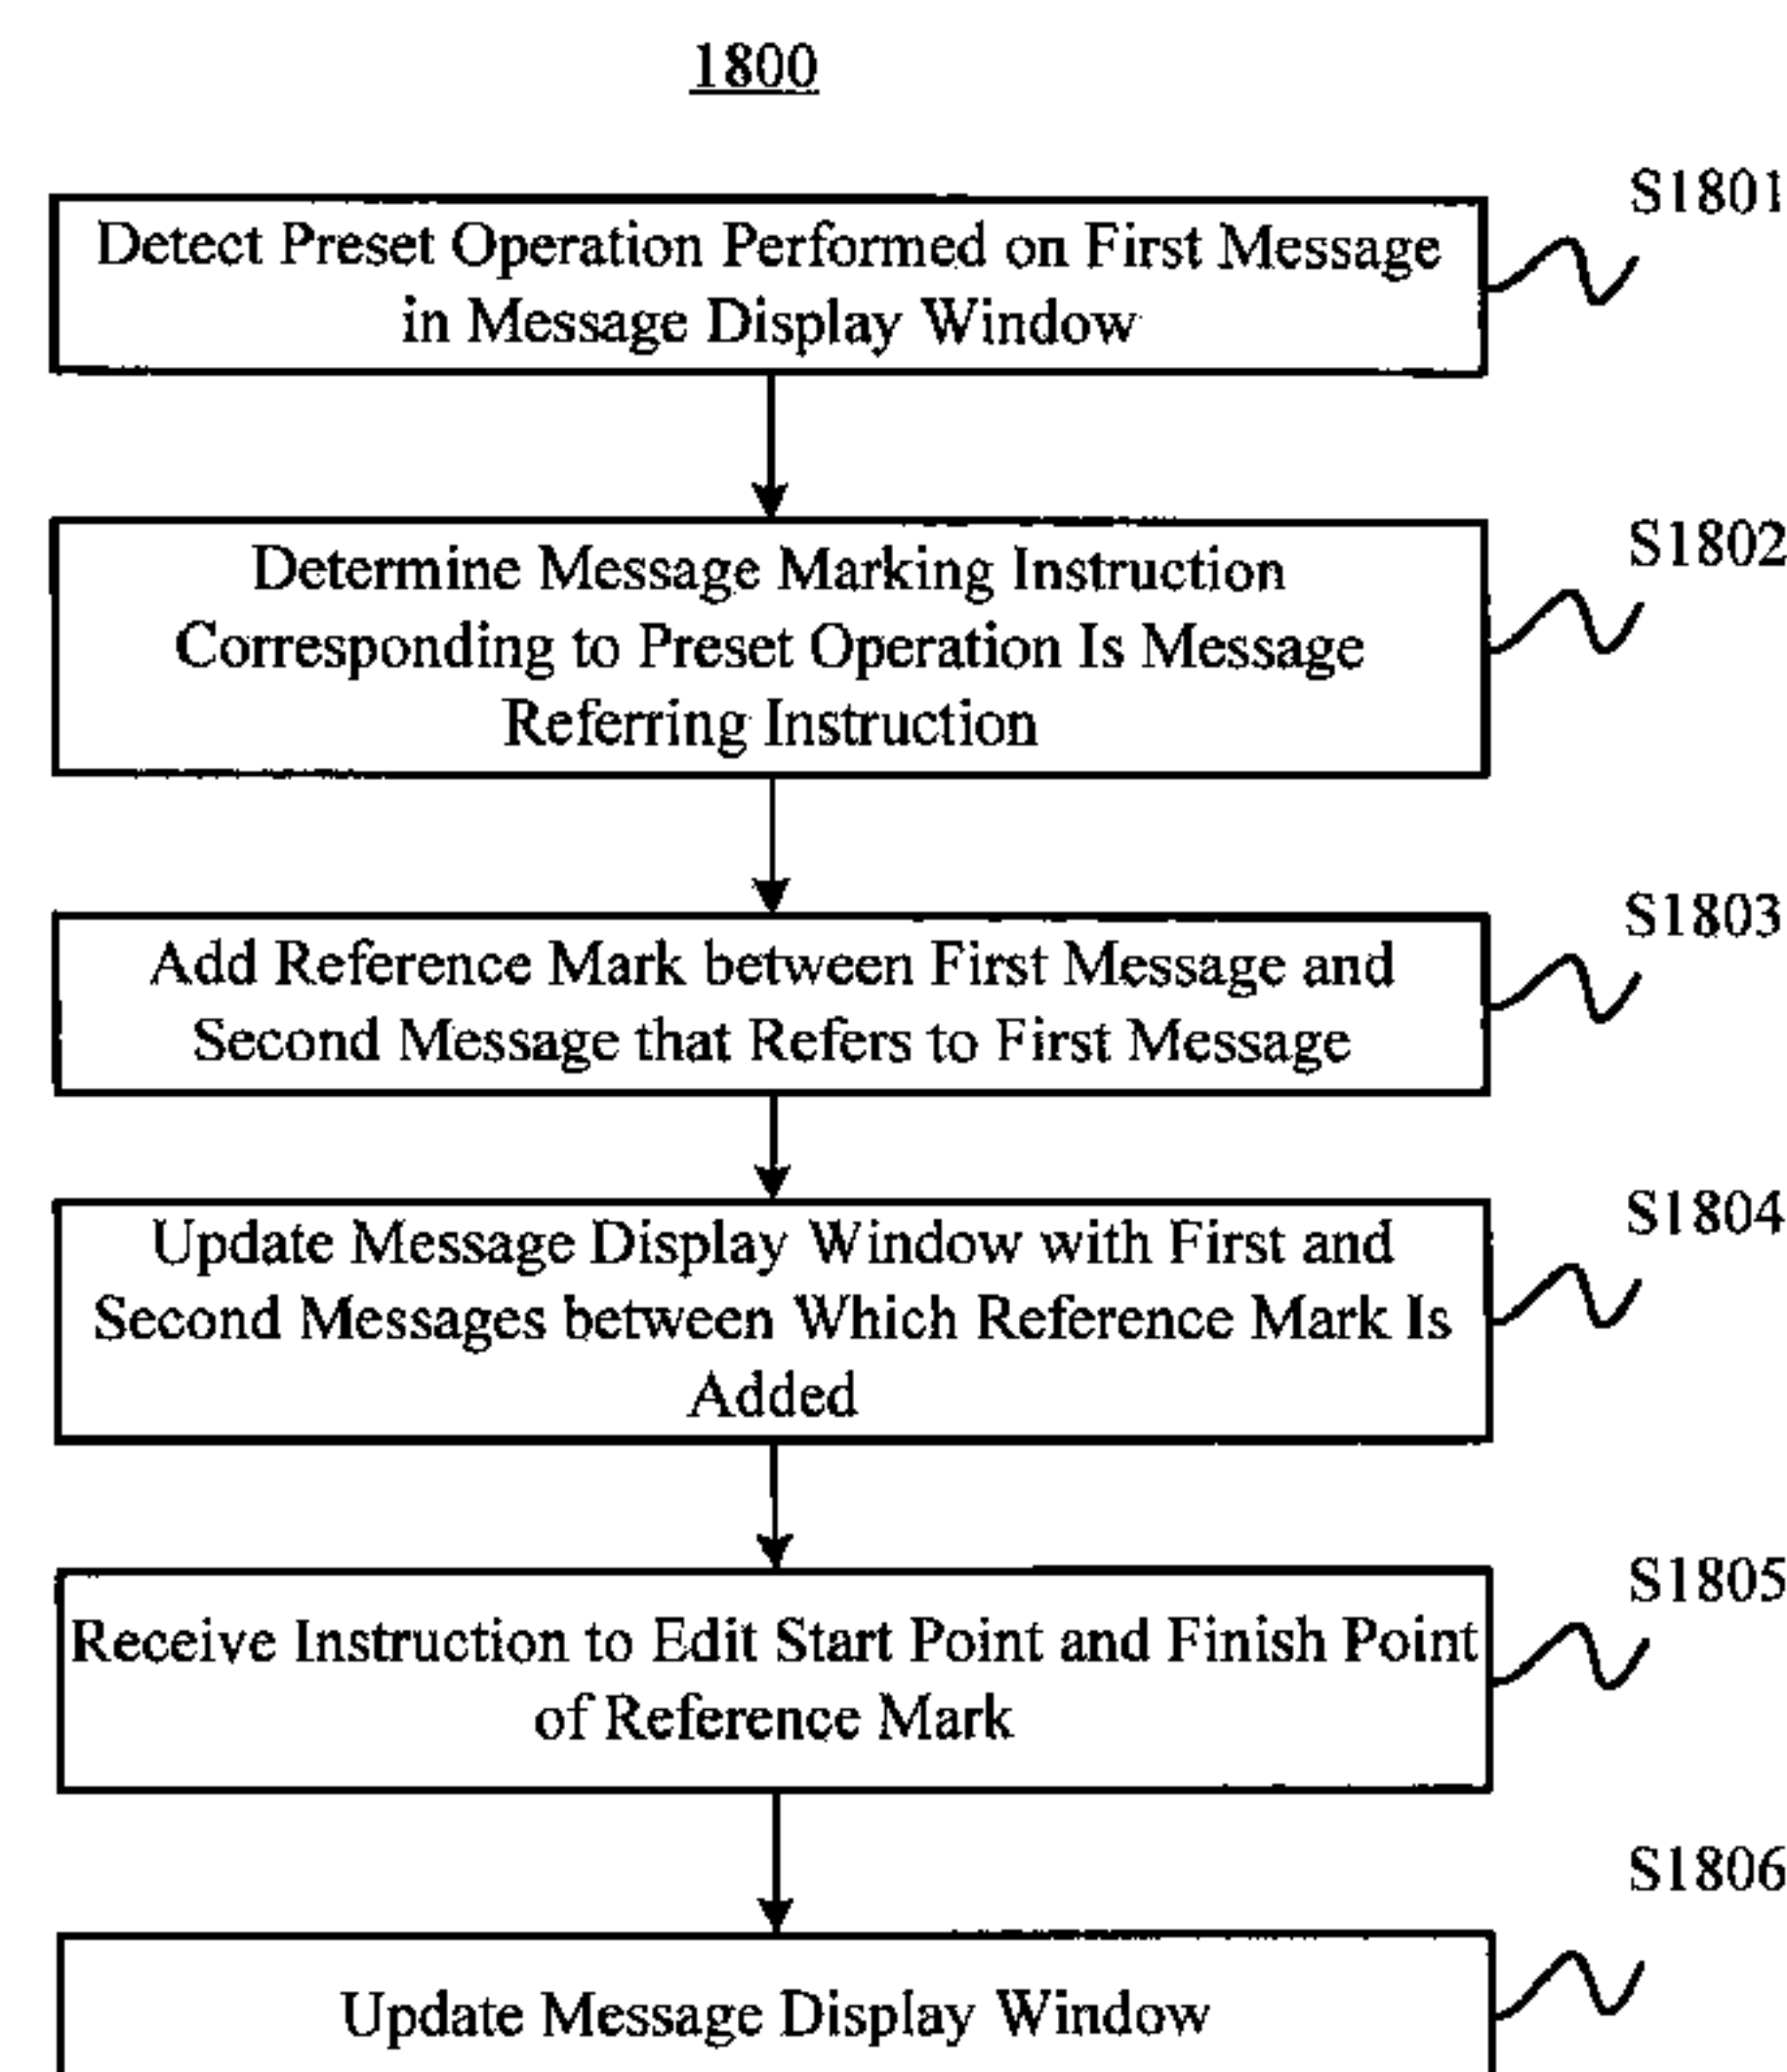 1800
S1801
Detect Preset Operation Performed on First Message
in Message Display Window
S1802
Determine Message Marking Instruction
Corresponding to Preset Operation Is Message
Referring Instruction
S1803
Add Reference Mark between First Message and
Second Message that Refers to First Message
S1804
Update Message Display Window with First and
Second Messages between Which Reference Mark Is
Added
S1805
Receive Instruction to Edit Start Point and Finish Point
of Reference Mark
S1806
Update Message Display Window